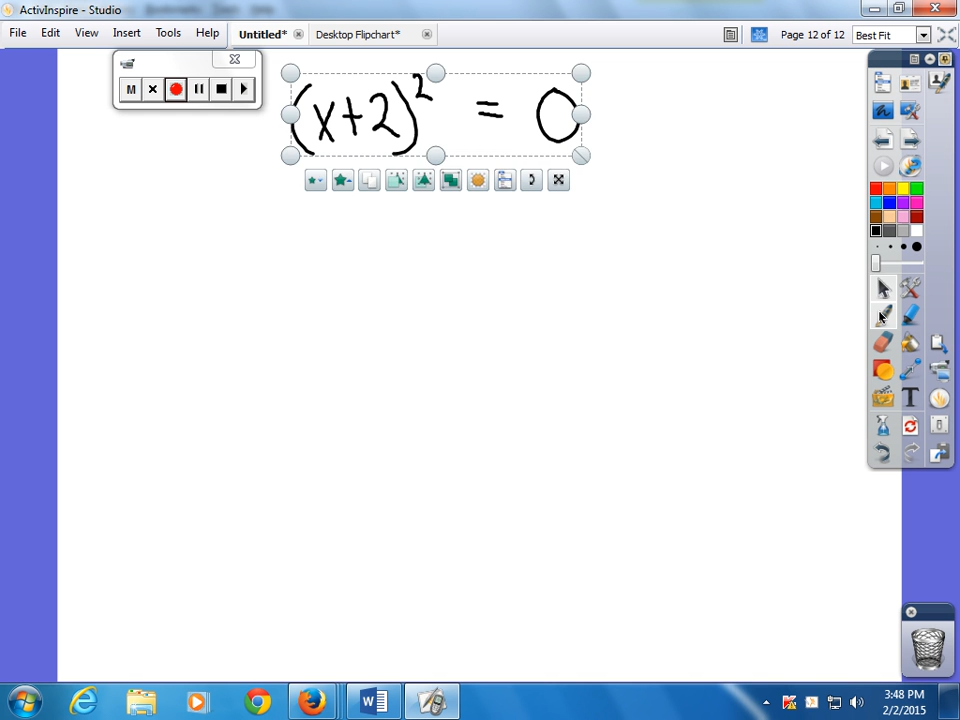 ActivInspire - Studio
File Edit View Insert Tools Help Untitled* Desktop Flipchart* Page 12 of 12 Best Fit
M
(x+2)² = 0
T
W
3:48 PM
2/2/2015